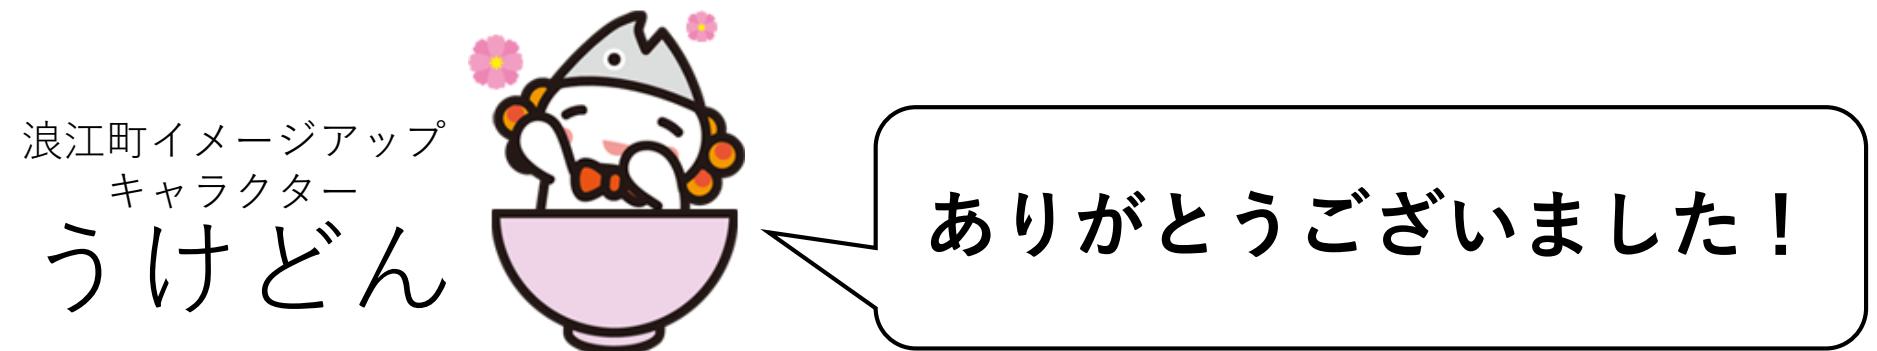 浪江町イメージアップ
キャラクター
うけどん
ありがとうございました！